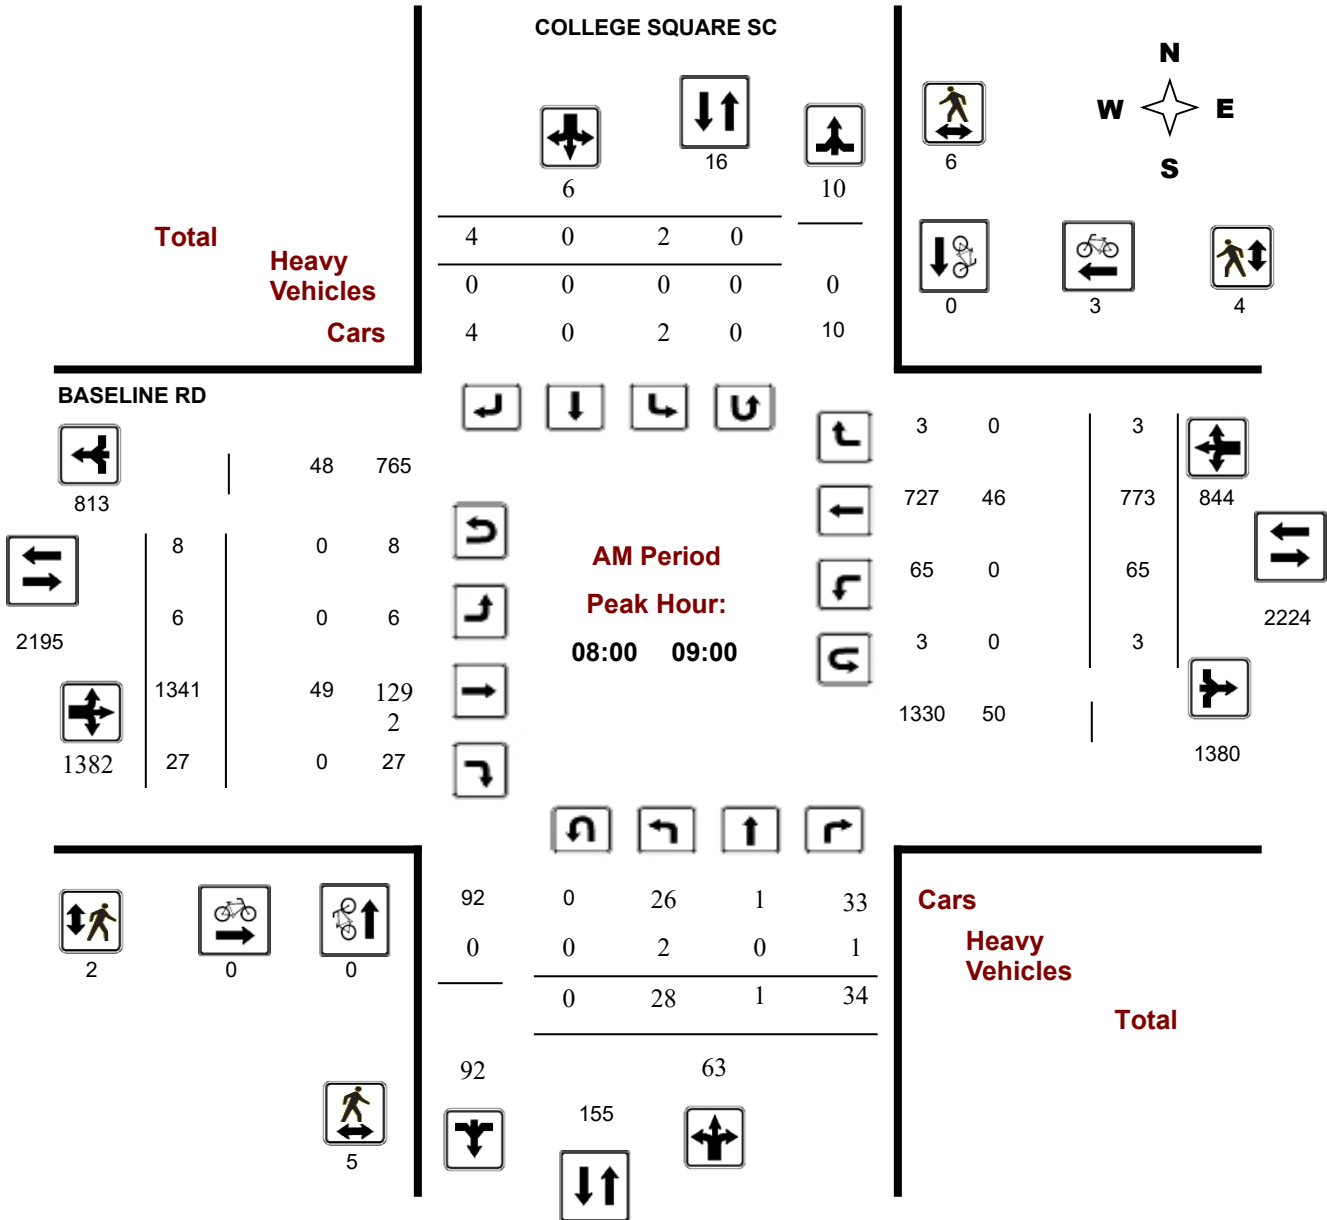 COLLEGE SQUARE SC
N
W E
S
16
6
6 10
Total 4 0 2 0
Heavy
Vehicles 0 0 0 0 0
0 3 4
Cars 4 0 2 0 10
BASELINE RD
3 0 3
48 765
813
727 46 773 844
8 0 8
AM Period
65 0 65
Peak Hour:
6 0 6
2195
2224
08:00 09:00
3 0 3
1341 49 129
2
1330 50
1382 27 0 27
1380
92 0 26 1 33 Cars
0 0 2 0 1 Heavy
Vehicles
2 0 0
0 28 1 34
Total
92 63
155
5